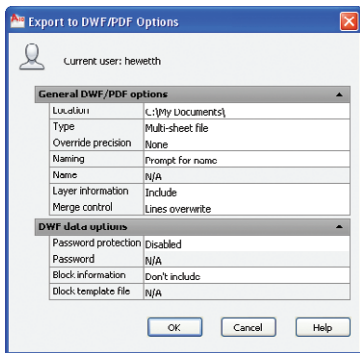 Export to DWF/PDF Options
Current user: hewetth
General DWF/PDF options
Location C:\My Documents\
Type Multi-sheet file
Override precision None
Naming Prompt for name
Name N/A
Layer information Include
Merge control Lines overwrite
DWF data options
Password protection Disabled
Password N/A
Block information Don't include
Block template file N/A
OK Cancel Help